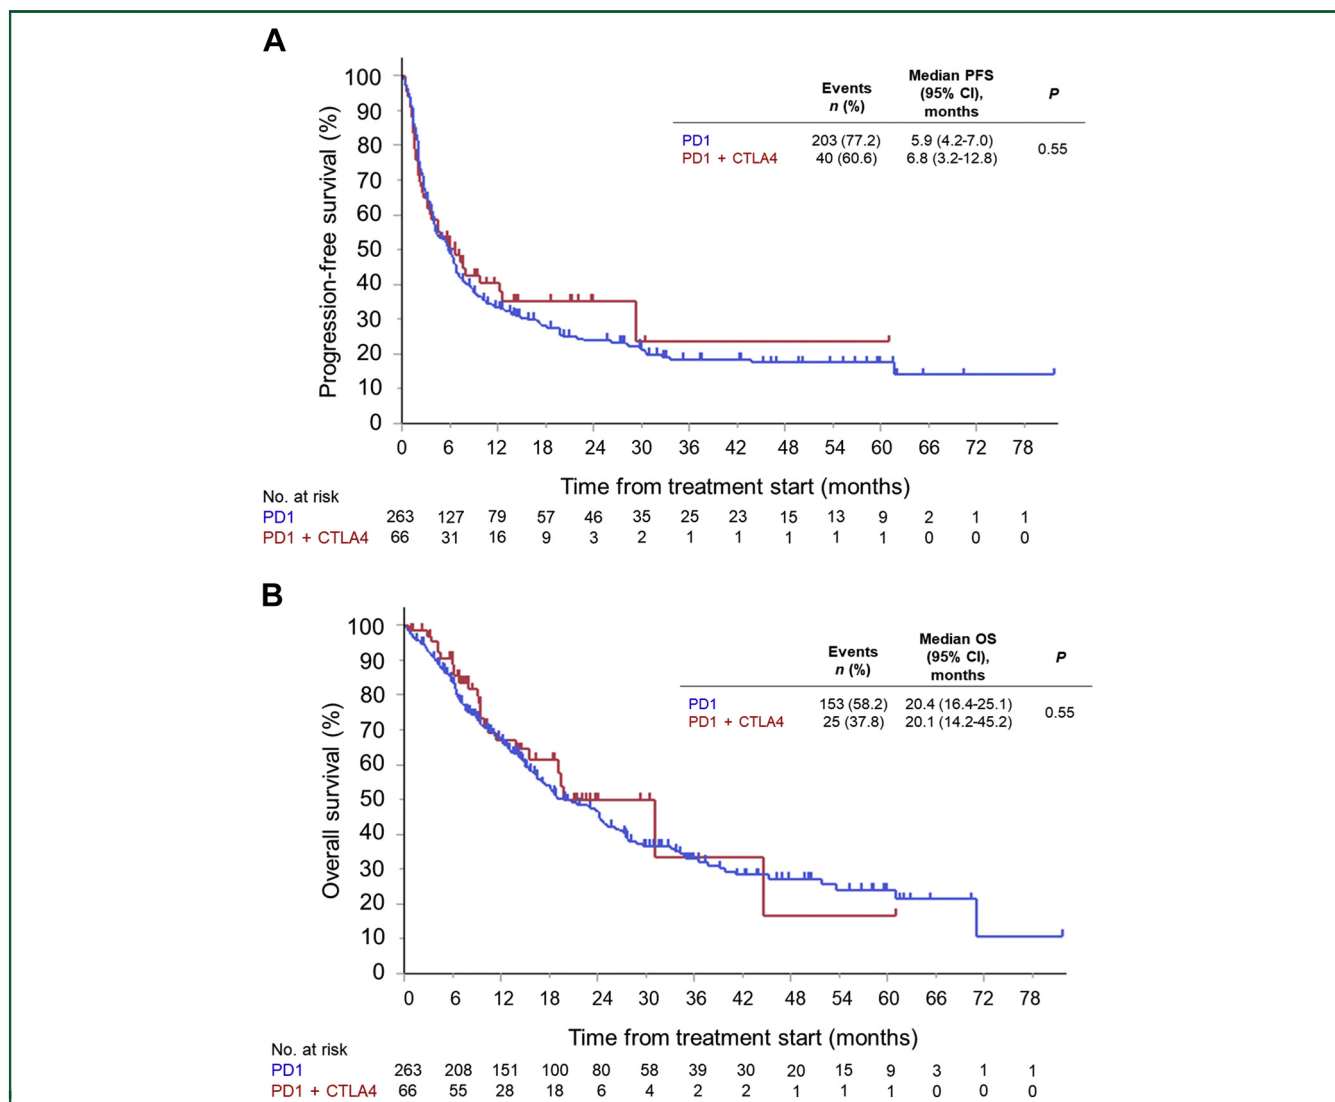 A
Events
n (%)
Median PFS
(95% CI),
months
P
PD1 203 (77.2) 5.9 (4.2-7.0)
PD1 + CTLA4 40 (60.6) 6.8 (3.2-12.8)
0.55
Progression-free survival (%)
100
90
80
70
60
50
40
30
20
10
0
0 6 12 18 24 30 36 42 48 54 60 66 72 78
Time from treatment start (months)
No. at risk
PD1 263 127 79 57 46 35 25 23 15 13 9 2 1 1
PD1 + CTLA4 66 31 16 9 3 2 1 1 1 1 1 0 0 0
B
Events
n (%)
Median OS
(95% CI),
months
P
PD1 153 (58.2) 20.4 (16.4-25.1)
PD1 + CTLA4 25 (37.8) 20.1 (14.2-45.2)
0.55
Overall survival (%)
100
90
80
70
60
50
40
30
20
10
0
0 6 12 18 24 30 36 42 48 54 60 66 72 78
Time from treatment start (months)
No. at risk
PD1 263 208 151 100 80 58 39 30 20 15 9 3 1 1
PD1 + CTLA4 66 55 28 18 6 4 2 2 1 1 1 0 0 0